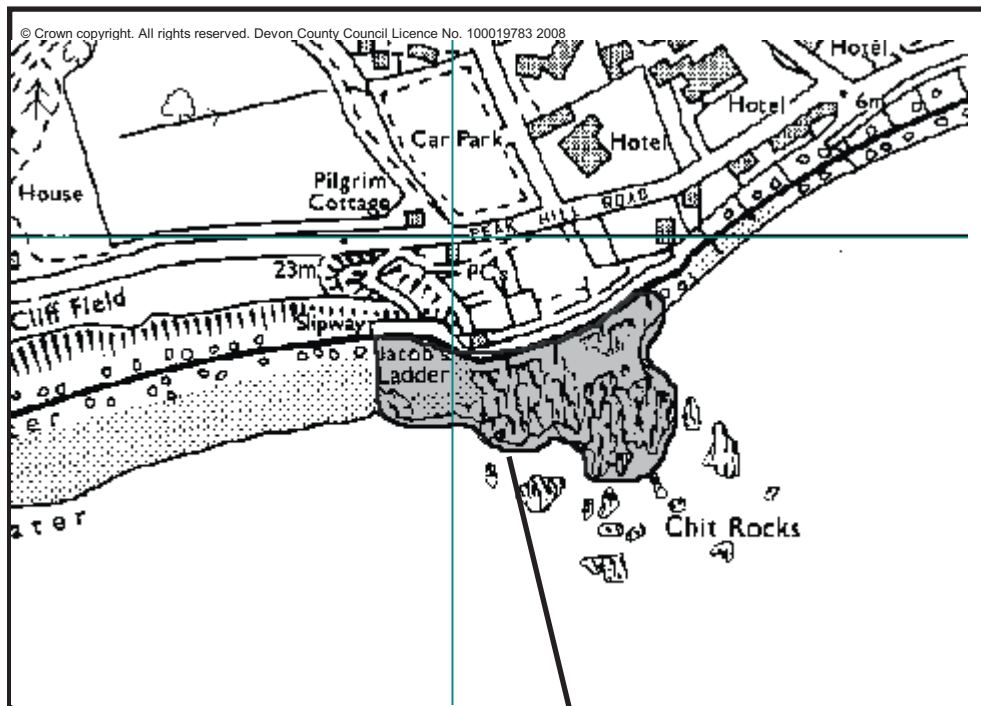 © Crown copyright. All rights reserved. Devon County Council Licence No. 100019783 2008
Hotel
Hotel
6m
Car Park
Hotel
House
Pilgrim
Cottage
PEAK HILL ROAD
23m
Cliff Field
Slipway
Jacob's
Ladder
ater
Chit Rocks